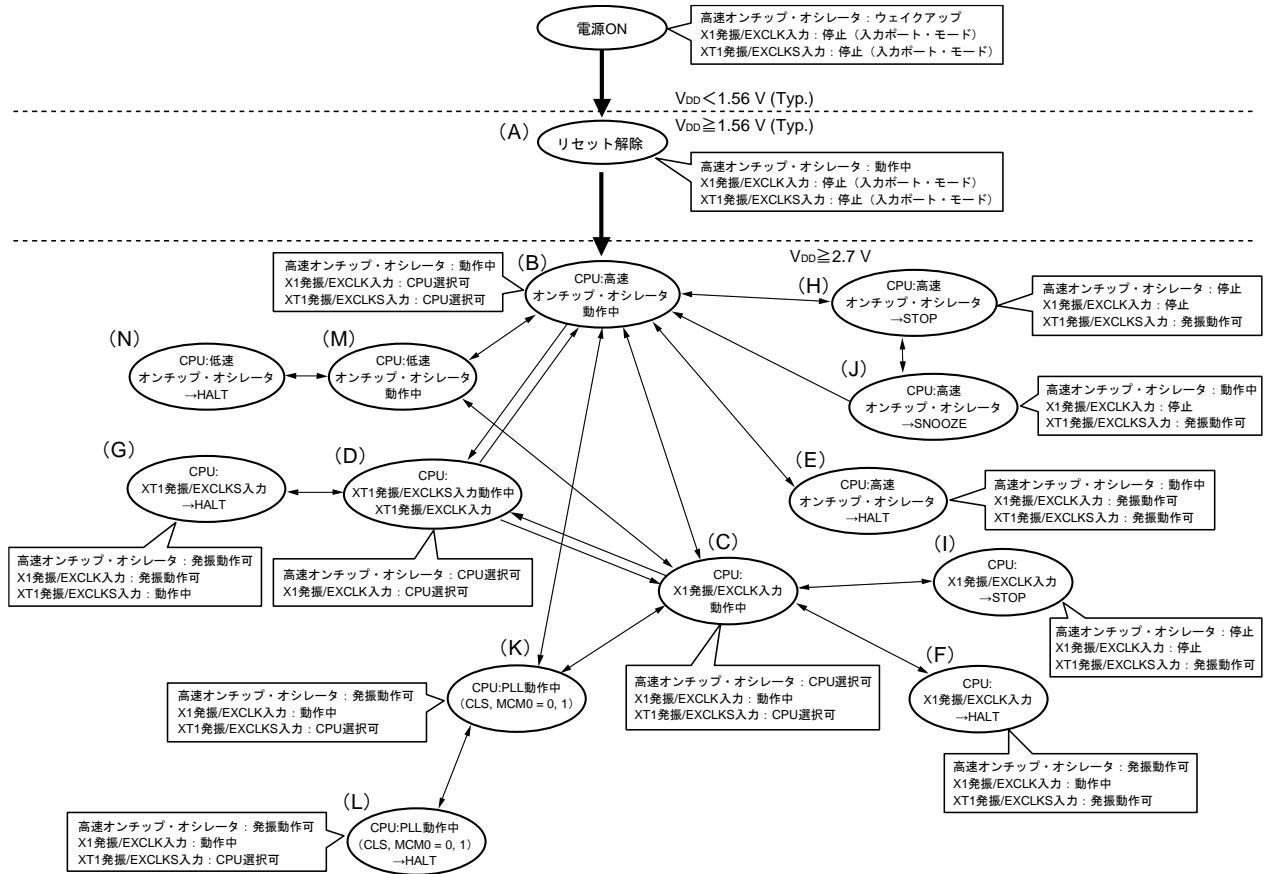 電源ON
高速オンチップ・オシレータ：ウェイクアップ
X1発振/EXCLK入力：停止（入力ポート・モード）
XT1発振/EXCLKS入力：停止（入力ポート・モード）
VDD＜1.56 V (Typ.)
VDD≧1.56 V (Typ.)
（A）
リセット解除
高速オンチップ・オシレータ：動作中
X1発振/EXCLK入力：停止（入力ポート・モード）
XT1発振/EXCLKS入力：停止（入力ポート・モード）
VDD≧2.7 V
高速オンチップ・オシレータ：動作中
X1発振/EXCLK入力：CPU選択可
XT1発振/EXCLKS入力：CPU選択可
（B）
CPU:高速
オンチップ・オシレータ
動作中
（H）
CPU:高速
オンチップ・オシレータ
→STOP
高速オンチップ・オシレータ：停止
X1発振/EXCLK入力：停止
XT1発振/EXCLKS入力：発振動作可
（N）
CPU:低速
オンチップ・オシレータ
→HALT
（M）
CPU:低速
オンチップ・オシレータ
動作中
（J）
CPU:高速
オンチップ・オシレータ
→SNOOZE
高速オンチップ・オシレータ：動作中
X1発振/EXCLK入力：停止
XT1発振/EXCLKS入力：発振動作可
（G）
CPU:
XT1発振/EXCLKS入力
→HALT
（D）
CPU:
XT1発振/EXCLKS入力動作中
XT1発振/EXCLK入力
（E）
CPU:高速
オンチップ・オシレータ
→HALT
高速オンチップ・オシレータ：動作中
X1発振/EXCLK入力：発振動作可
XT1発振/EXCLKS入力：発振動作可
高速オンチップ・オシレータ：発振動作可
X1発振/EXCLK入力：発振動作可
XT1発振/EXCLKS入力：動作中
高速オンチップ・オシレータ：CPU選択可
X1発振/EXCLK入力：CPU選択可
（C）
CPU:
X1発振/EXCLK入力
動作中
（I）
CPU:
X1発振/EXCLK入力
→STOP
高速オンチップ・オシレータ：停止
X1発振/EXCLK入力：停止
XT1発振/EXCLKS入力：発振動作可
（K）
CPU:PLL動作中
（CLS, MCM0 = 0, 1）
高速オンチップ・オシレータ：発振動作可
X1発振/EXCLK入力：動作中
XT1発振/EXCLKS入力：CPU選択可
高速オンチップ・オシレータ：CPU選択可
X1発振/EXCLK入力：動作中
XT1発振/EXCLKS入力：CPU選択可
（F）
CPU:
X1発振/EXCLK入力
→HALT
高速オンチップ・オシレータ：発振動作可
X1発振/EXCLK入力：動作中
XT1発振/EXCLKS入力：発振動作可
（L）
CPU:PLL動作中
（CLS, MCM0 = 0, 1）
→HALT
高速オンチップ・オシレータ：発振動作可
X1発振/EXCLK入力：動作中
XT1発振/EXCLKS入力：CPU選択可